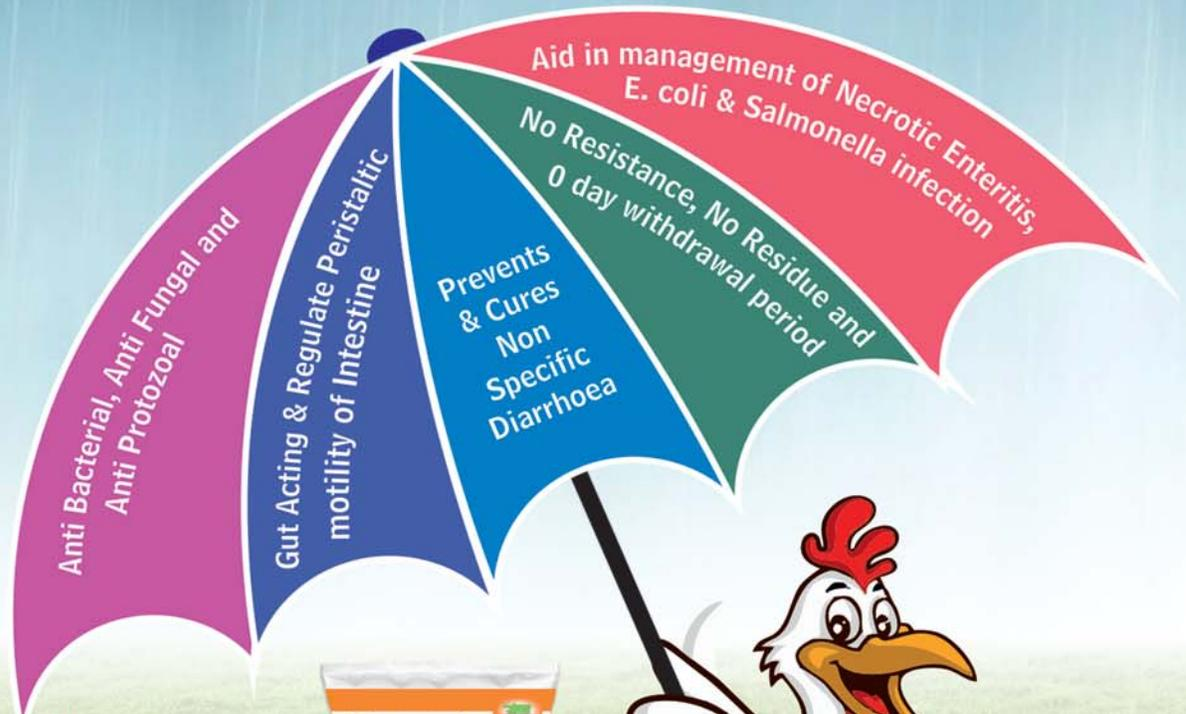 Anti Bacterial, Anti Fungal and
Anti Protozoal
Gut Acting & Regulate Peristaltic
motility of Intestine
Prevents
& Cures
Non
Specific
Diarrhoea
No Resistance, No Residue and
0 day withdrawal period
Aid in management of Necrotic Enteritis,
E. coli & Salmonella infection